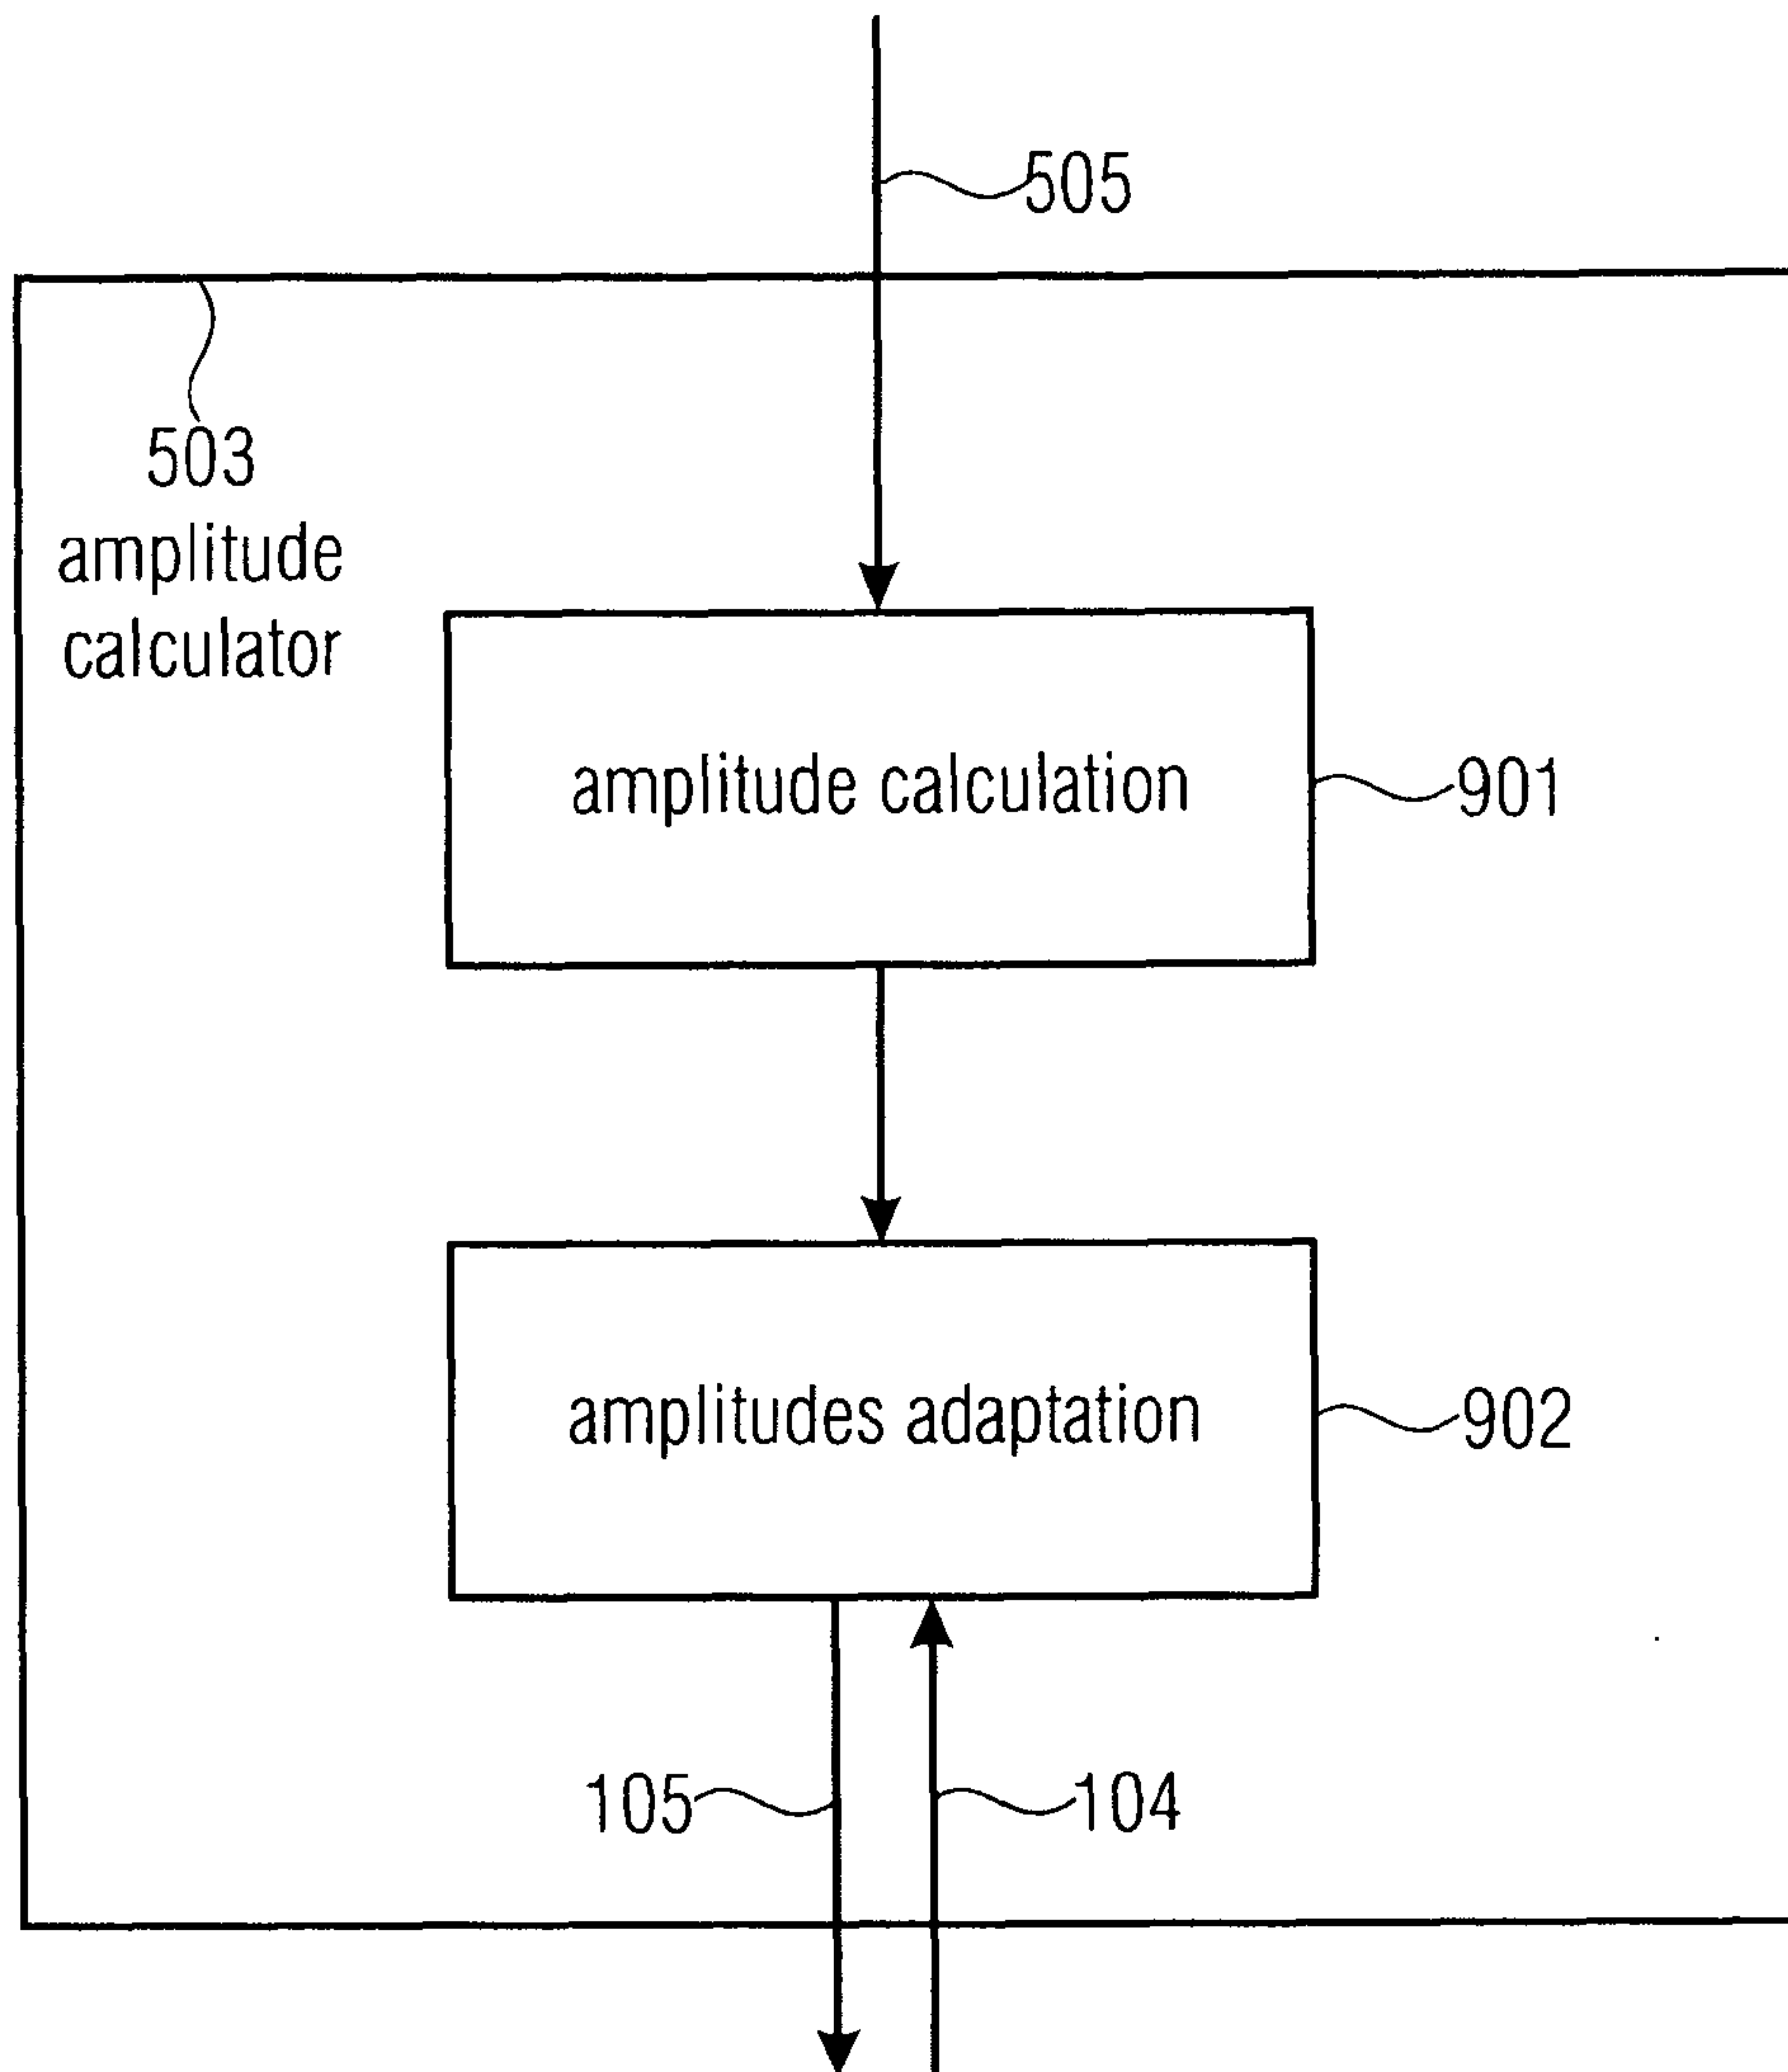 505
503
amplitude
calculator
amplitude calculation
901
amplitudes adaptation
902
105
104